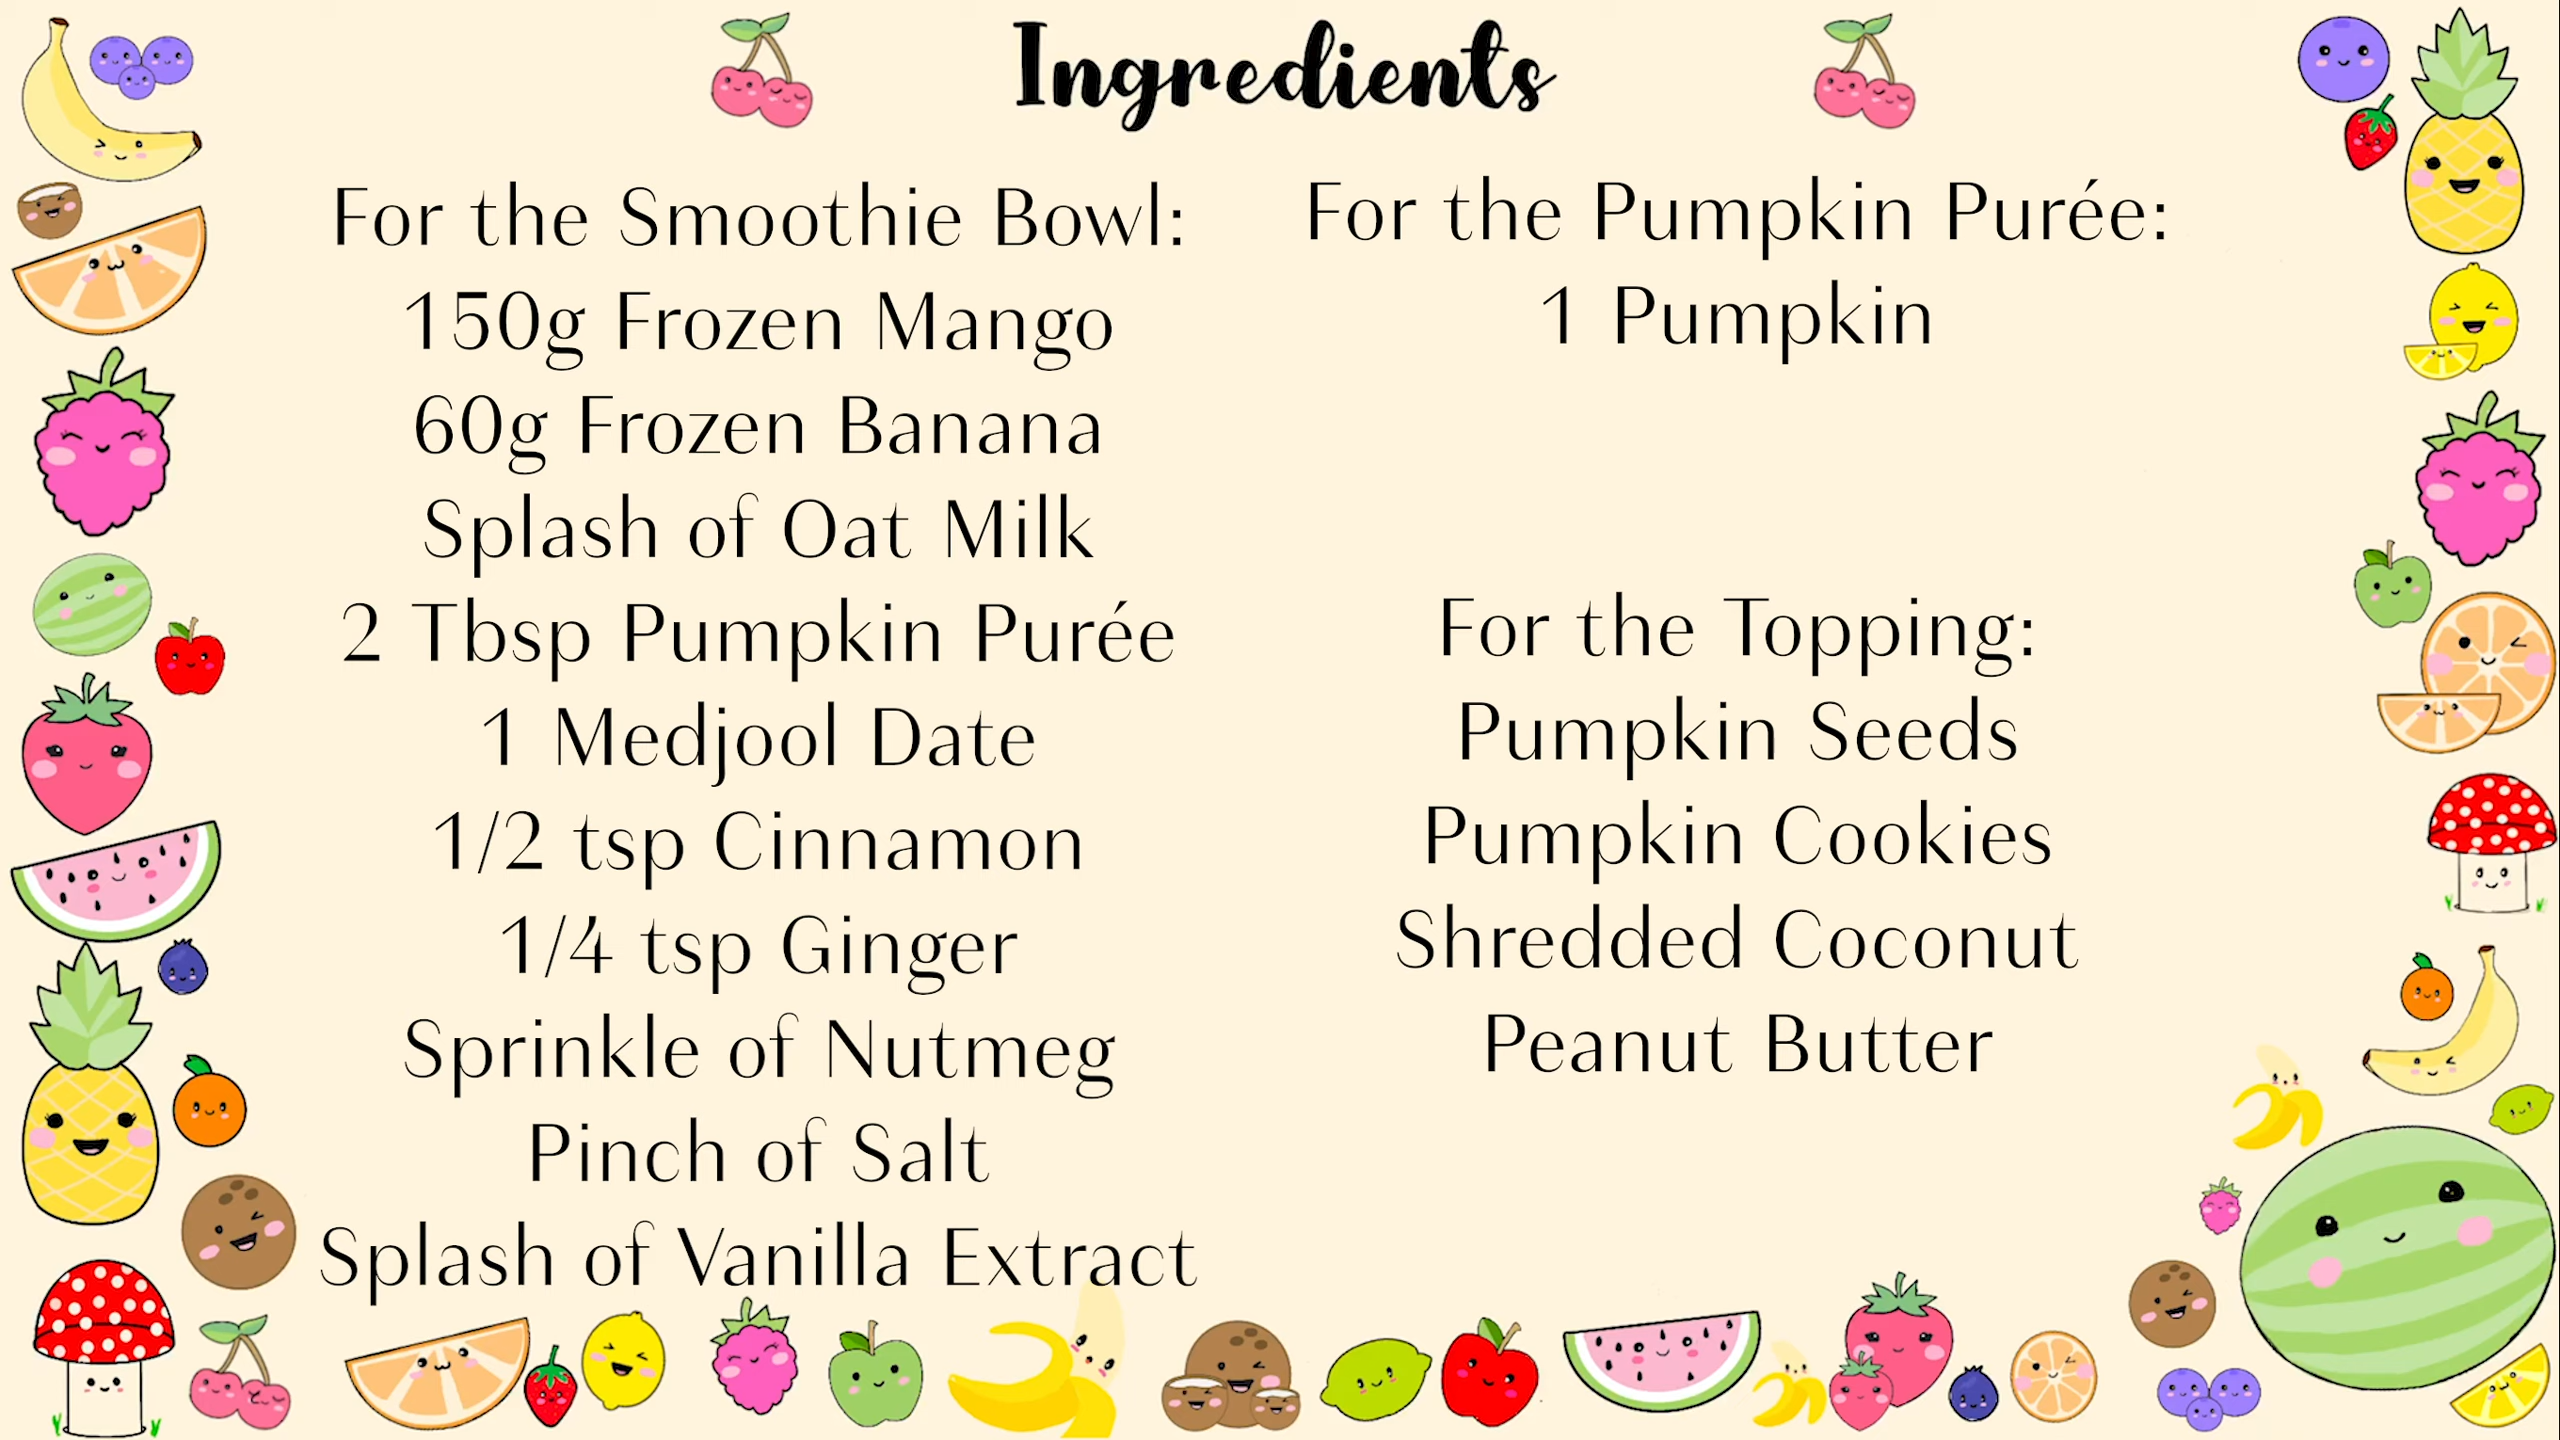 Ingredients
For the Smoothie Bowl:
150g Frozen Mango
60g Frozen Banana
Splash of Oat Milk
2 Tbsp Pumpkin Purée
1 Medjool Date
1/2 tsp Cinnamon
1/4 tsp Ginger
Sprinkle of Nutmeg
Pinch of Salt
Splash of Vanilla Extract
For the Pumpkin Purée:
1 Pumpkin
For the Topping:
Pumpkin Seeds
Pumpkin Cookies
Shredded Coconut
Peanut Butter